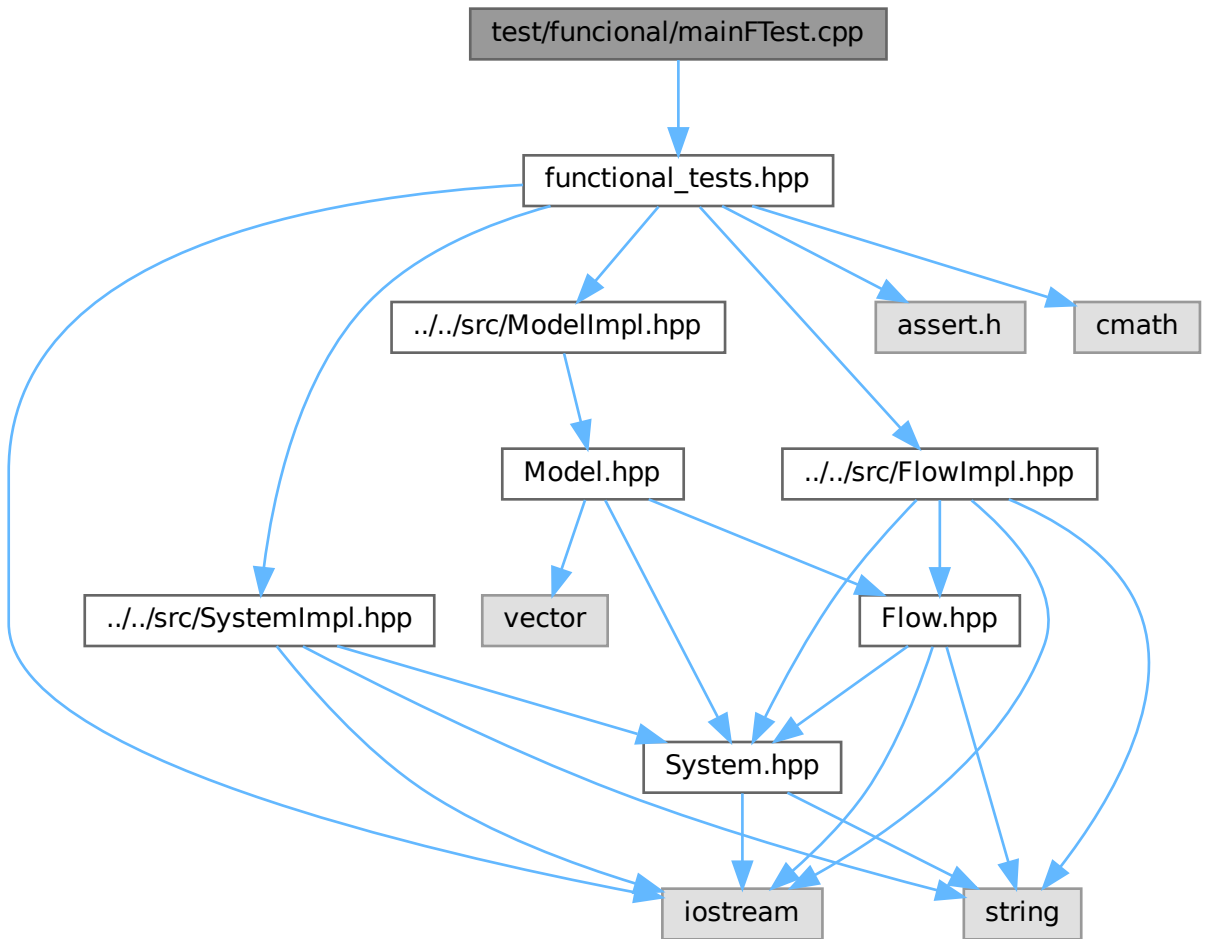 test/funcional/mainFTest.cpp
functional_tests.hpp
../../src/ModelImpl.hpp
assert.h
cmath
Model.hpp
../../src/FlowImpl.hpp
../../src/SystemImpl.hpp
vector
Flow.hpp
System.hpp
iostream
string